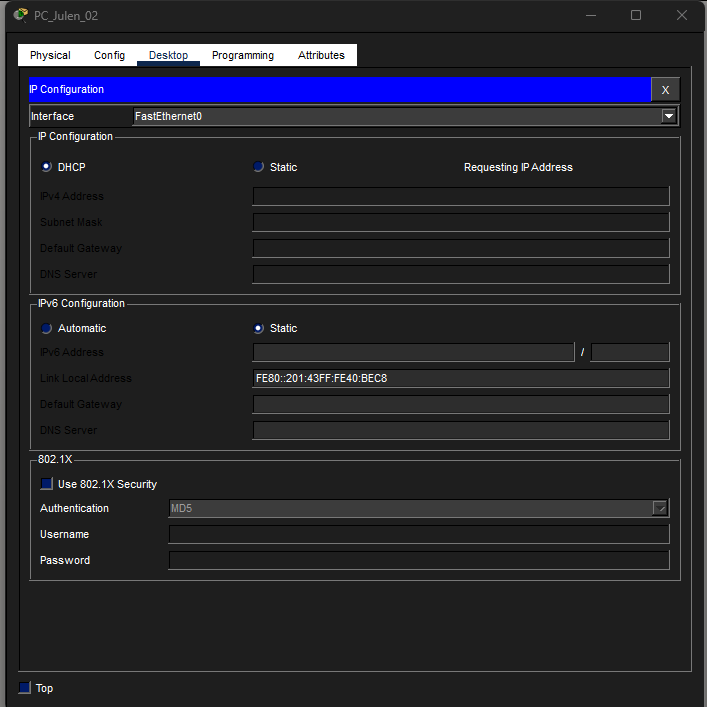 PC_Julen_02
Physical Config Desktop Programming Attributes
IP Configuration X
Interface FastEthernet0
IP Configuration
DHCP Static Requesting IP Address
IPv4 Address
Subnet Mask
Default Gateway
DNS Server
IPv6 Configuration
Automatic Static
IPv6 Address /
Link Local Address FE80::201:43FF:FE40:BEC8
Default Gateway
DNS Server
802.1X
Use 802.1X Security
Authentication MD5
Username
Password
Top